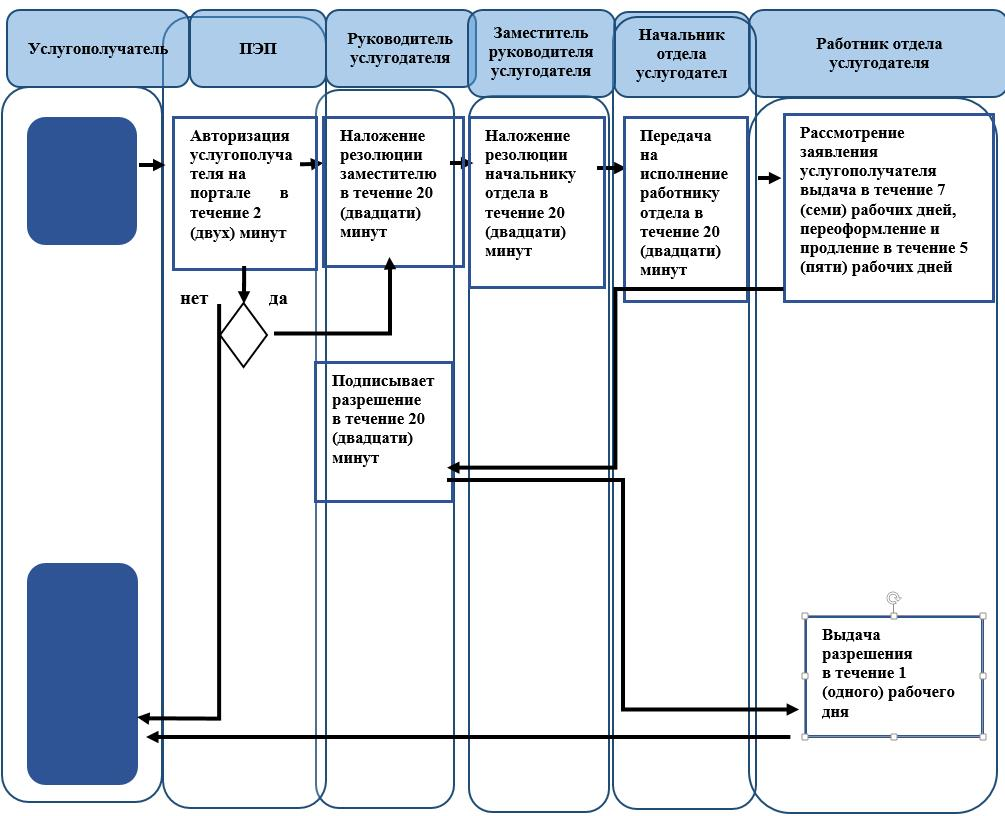 Услугополучатель
ПЭП
Руководитель
услугодателя
Заместитель
руководителя
услугодателя
Начальник
отдела
услугодател
Работник отдела
услугодателя
Авторизация
услугополуча
теля на
портале в
течение 2
(двух) минут
Наложение
резолюции
заместителю
в течение 20
(двадцати)
минут
Наложение
резолюции
начальнику
отдела в
течение 20
(двадцати)
минут
Передача
на
исполнение
работнику
отдела в
течение 20
(двадцати)
минут
Рассмотрение
заявления
услугополучателя
выдача в течение 7
(семи) рабочих дней,
переоформление и
продление в течение 5
(пяти) рабочих дней
нет
да
Подписывает
разрешение
в течение 20
(двадцати)
минут
Выдача
разрешения
в течение 1
(одного) рабочего
дня